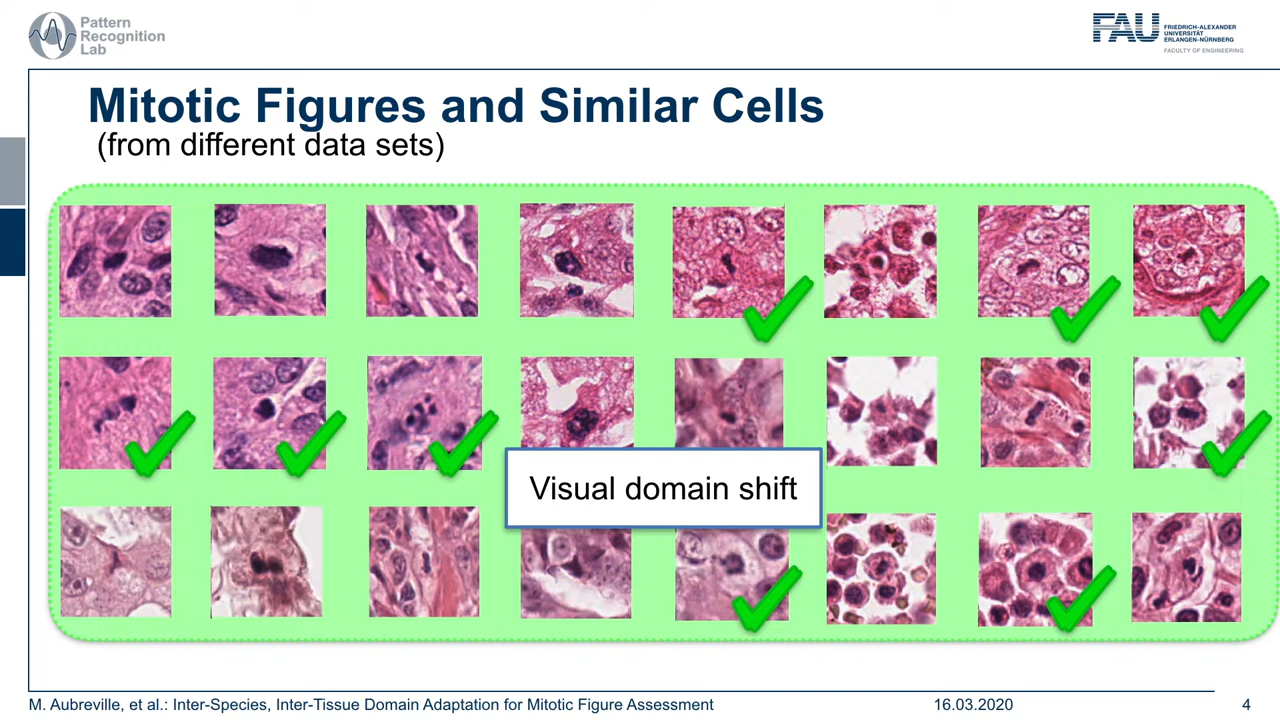 Pattern
Recognition
Lab
FAU
FRIEDRICH-ALEXANDER
UNIVERSITÄT
ERLANGEN-NÜRNBERG
FACULTY OF ENGINEERING
Mitotic Figures and Similar Cells
(from different data sets)
Visual domain shift
M. Aubreville, et al.: Inter-Species, Inter-Tissue Domain Adaptation for Mitotic Figure Assessment
16.03.2020
4